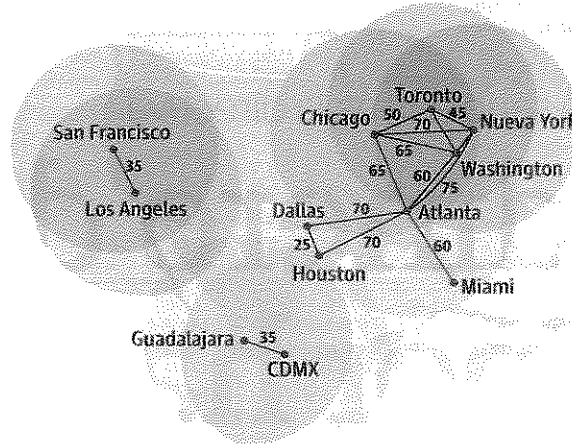 Toronto
50
45
Chicago
70
Nueva York
San Francisco
65
Washington
35
65
60
75
Los Angeles
Dallas
70
Atlanta
25
70
60
Houston
Miami
Guadalajara
35
CDMX